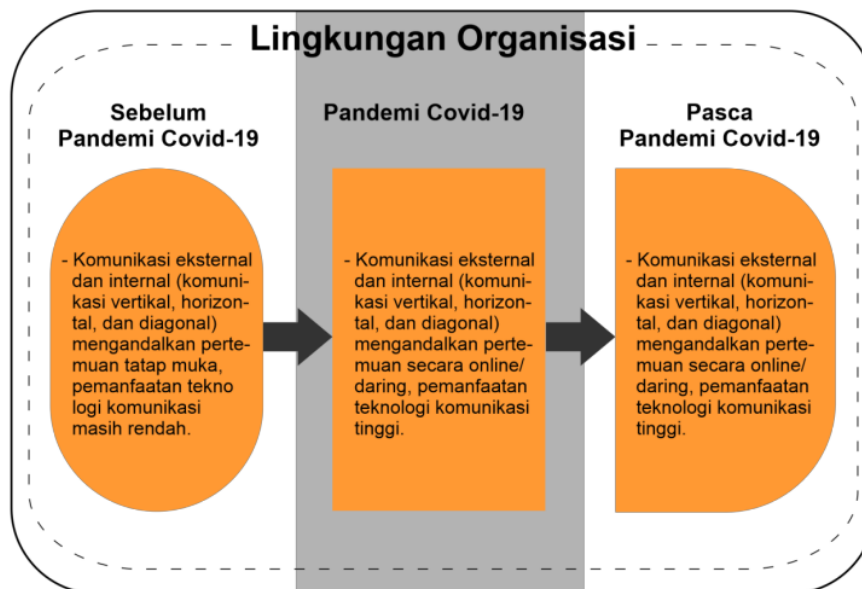 Lingkungan Organisasi
Sebelum
Pandemi Covid-19
- Komunikasi eksternal
dan internal (komuni-
kasi vertikal, horizon-
tal, dan diagonal)
mengandalkan perte-
muan tatap muka,
pemanfaatan tekno
logi komunikasi
masih rendah.
Pandemi Covid-19
- Komunikasi eksternal
dan internal (komuni-
kasi vertikal, horizon-
tal, dan diagonal)
mengandalkan perte-
muan secara online/
daring, pemanfaatan
teknologi komunikasi
tinggi.
Pasca
Pandemi Covid-19
- Komunikasi eksternal
dan internal (komuni-
kasi vertikal, horizon-
tal, dan diagonal)
mengandalkan perte-
muan secara online/
daring, pemanfaatan
teknologi komunikasi
tinggi.